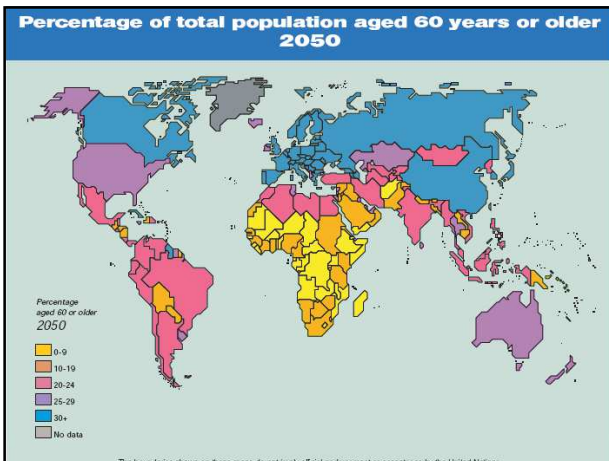 Percentage of total population aged 60 years or older
2050
Percentage
aged 60 or older
2050
0-9
10-19
20-24
25-29
30+
No data